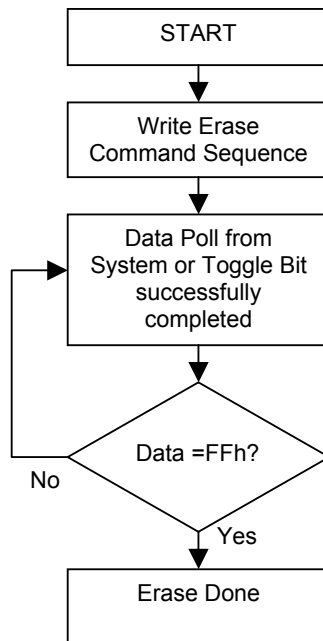 START
Write Erase
Command Sequence
Data Poll from
System or Toggle Bit
successfully
completed
Data =FFh?
No
Yes
Erase Done